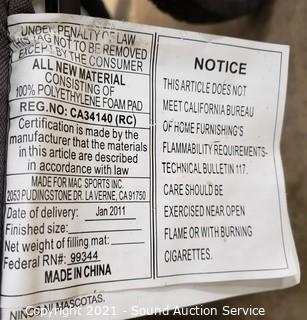 UNDER PENALTY OF LAW
THIS TAG NOT TO BE REMOVED
EXCEPT BY THE CONSUMER
ALL NEW MATERIAL
CONSISTING OF
100% POLYETHYLENE FOAM PAD
REG.NO: CA34140 (RC)
Certification is made by the
manufacturer that the materials
in this article are described
in accordance with law
MADE FOR MAC SPORTS INC.
2053 PUDINGSTONE DR. LA VERNE, CA 91750
Date of delivery: Jan 2011
Finished size:
Net weight of filling mat:
Federal RN#: 99344
MADE IN CHINA
NOTICE
THIS ARTICLE DOES NOT
MEET CALIFORNIA BUREAU
OF HOME FURNISHING'S
FLAMMABILITY REQUIREMENTS-
TECHNICAL BULLETIN 117.
CARE SHOULD BE
EXERCISED NEAR OPEN
FLAME OR WITH BURNING
CIGARETTES.
NI MASCOTAS.
Copyright 2021 - Sound Auction Service